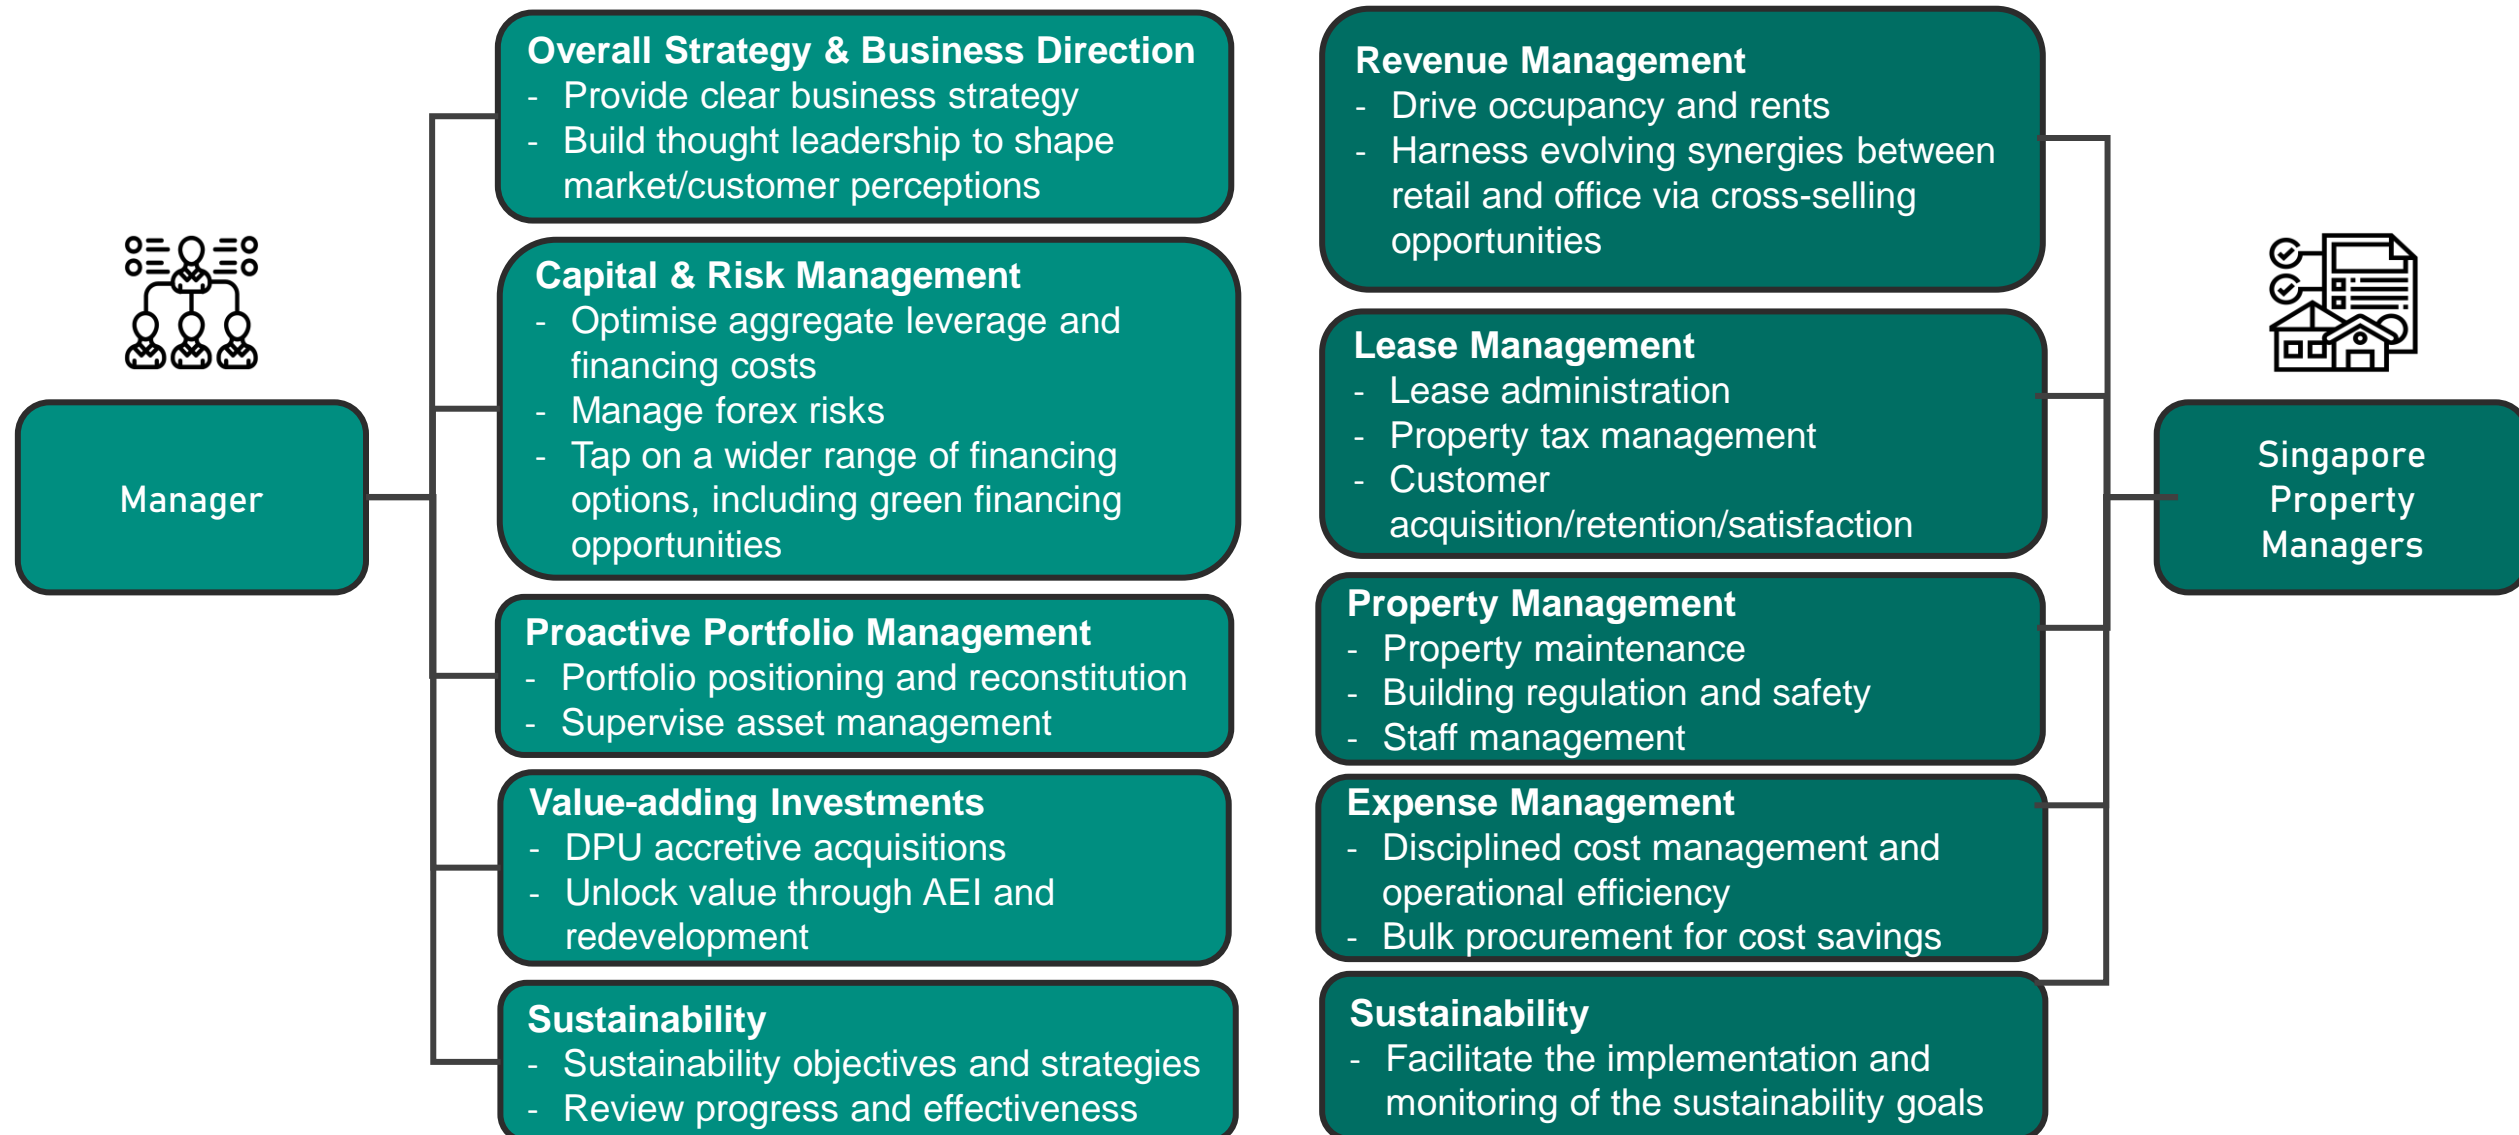 Manager
Overall Strategy & Business Direction
- Provide clear business strategy
- Build thought leadership to shape
market/customer perceptions
Capital & Risk Management
- Optimise aggregate leverage and
financing costs
- Manage forex risks
- Tap on a wider range of financing
options, including green financing
opportunities
Proactive Portfolio Management
- Portfolio positioning and reconstitution
- Supervise asset management
Value-adding Investments
- DPU accretive acquisitions
- Unlock value through AEI and
redevelopment
Sustainability
- Sustainability objectives and strategies
- Review progress and effectiveness
Revenue Management
- Drive occupancy and rents
- Harness evolving synergies between
retail and office via cross-selling
opportunities
Lease Management
- Lease administration
- Property tax management
- Customer
acquisition/retention/satisfaction
Property Management
- Property maintenance
- Building regulation and safety
- Staff management
Expense Management
- Disciplined cost management and
operational efficiency
- Bulk procurement for cost savings
Sustainability
- Facilitate the implementation and
monitoring of the sustainability goals
Singapore
Property
Managers